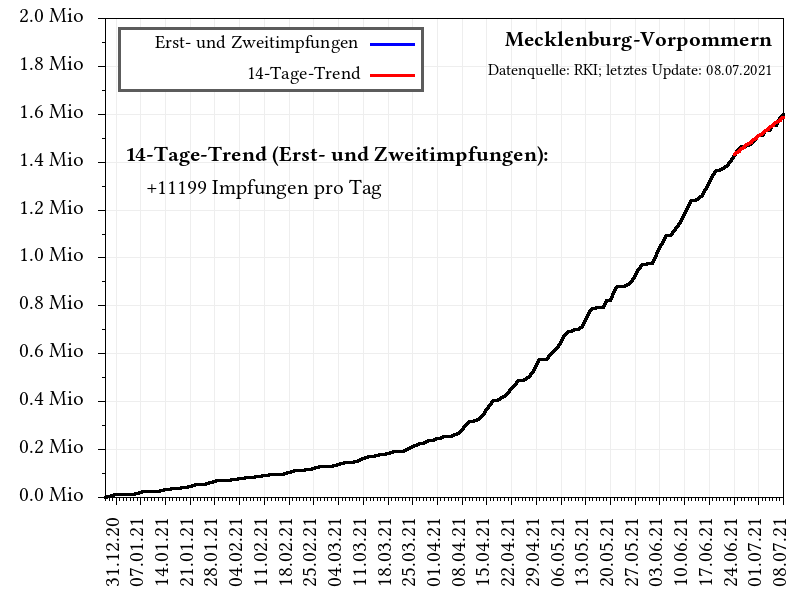 2.0 Mio
1.8 Mio
1.6 Mio
1.4 Mio
1.2 Mio
1.0 Mio
0.8 Mio
0.6 Mio
0.4 Mio
0.2 Mio
0.0 Mio
Erst- und Zweitimpfungen
14-Tage-Trend
Mecklenburg-Vorpommern
Datenquelle: RKI; letztes Update: 08.07.2021
14-Tage-Trend (Erst- und Zweitimpfungen):
+11199 Impfungen pro Tag
31.12.20
07.01.21
14.01.21
21.01.21
28.01.21
04.02.21
11.02.21
18.02.21
25.02.21
04.03.21
11.03.21
18.03.21
25.03.21
01.04.21
08.04.21
15.04.21
22.04.21
29.04.21
06.05.21
13.05.21
20.05.21
27.05.21
03.06.21
10.06.21
17.06.21
24.06.21
01.07.21
08.07.21